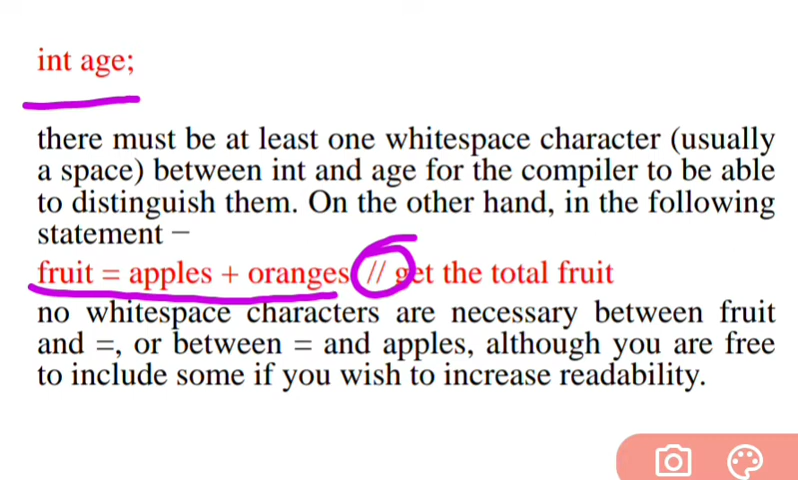 int age;
there must be at least one whitespace character (usually
a space) between int and age for the compiler to be able
to distinguish them. On the other hand, in the following
statement −
fruit = apples + oranges // get the total fruit
no whitespace characters are necessary between fruit
and =, or between = and apples, although you are free
to include some if you wish to increase readability.